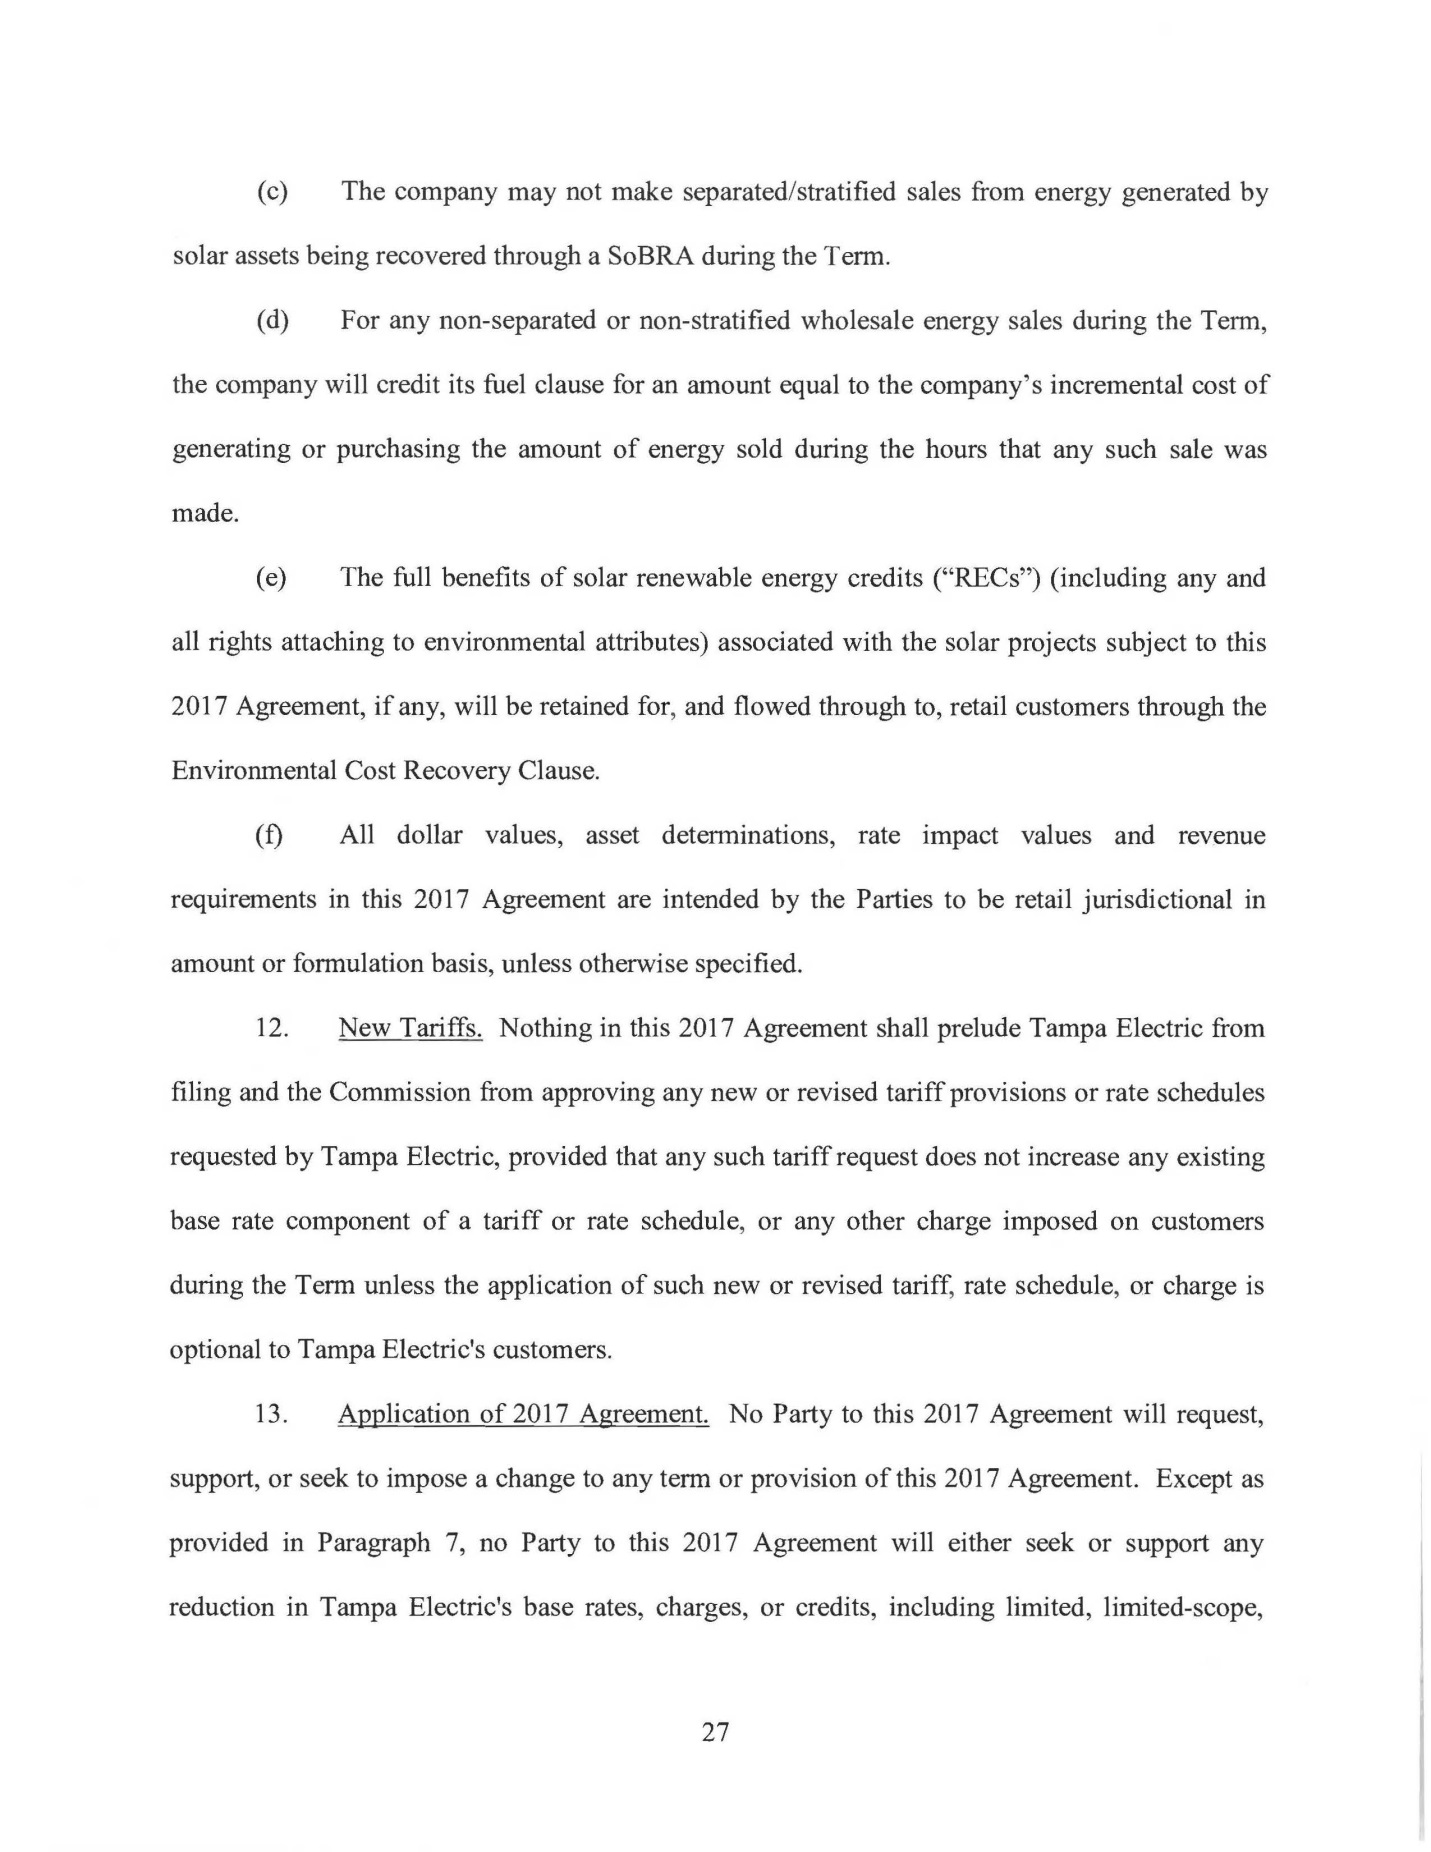 (c) The company may not make separated/stratified sales from energy generated by
solar assets being recovered through a SoBRA during the Term.
(d) For any non-separated or non-stratified wholesale energy sales during the Term,
the company will credit its fuel clause for an amount equal to the company’s incremental cost of
generating or purchasing the amount of energy sold during the hours that any such sale was
made.
(e) The full benefits of solar renewable energy credits (“RECs”) (including any and
all rights attaching to environmental attributes) associated with the solar projects subject to this
2017 Agreement, if any, will be retained for, and flowed through to, retail customers through the
Environmental Cost Recovery Clause.
(f) All dollar values, asset determinations, rate impact values and revenue
requirements in this 2017 Agreement are intended by the Parties to be retail jurisdictional in
amount or formulation basis, unless otherwise specified.
12. New Tariffs. Nothing in this 2017 Agreement shall prelude Tampa Electric from
filing and the Commission from approving any new or revised tariff provisions or rate schedules
requested by Tampa Electric, provided that any such tariff request does not increase any existing
base rate component of a tariff or rate schedule, or any other charge imposed on customers
during the Term unless the application of such new or revised tariff, rate schedule, or charge is
optional to Tampa Electric's customers.
13. Application of 2017 Agreement. No Party to this 2017 Agreement will request,
support, or seek to impose a change to any term or provision of this 2017 Agreement. Except as
provided in Paragraph 7, no Party to this 2017 Agreement will either seek or support any
reduction in Tampa Electric's base rates, charges, or credits, including limited, limited-scope,
27